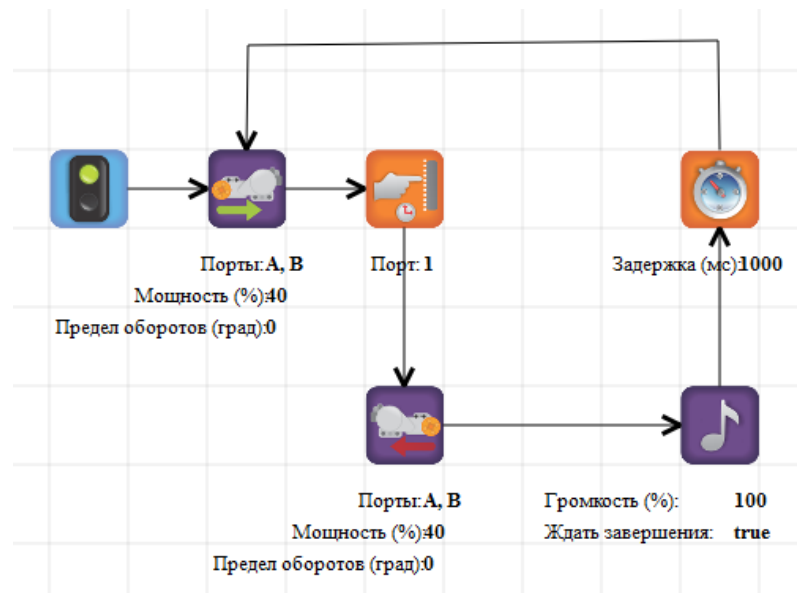 Порты: A, B
Мощность (%):40
Предел оборотов (град):0
Порт: 1
Задержка (мс):1000
Порты: A, B
Мощность (%):40
Предел оборотов (град):0
Громкость (%): 100
Ждать завершения: true